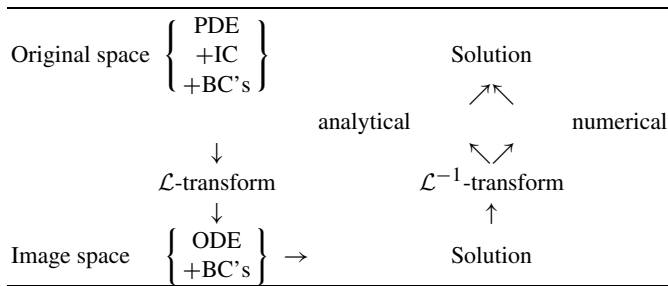 PDE
Original space { +IC } Solution
+BC's
↗↖
analytical numerical
↓ ↖↗
ℒ-transform ℒ⁻¹-transform
↓ ↑
ODE
Image space { +BC's } → Solution